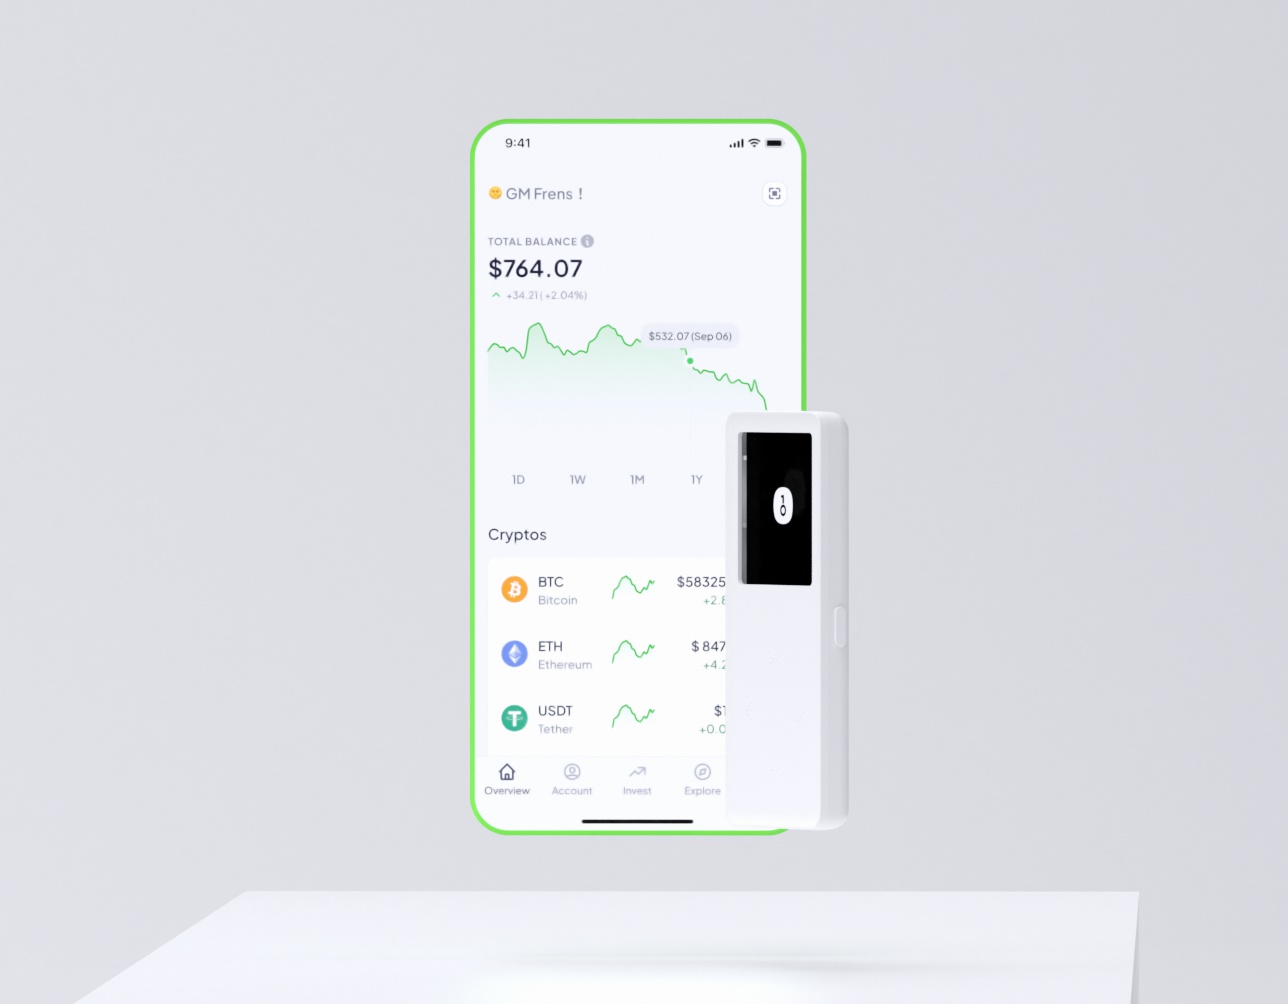 9:41
GM Frens !
TOTAL BALANCE
$764.07
+34.21 ( +2.04%)
$532.07 (Sep 06)
1D 1W 1M 1Y
Cryptos
BTC $58325
Bitcoin +2.8
ETH $ 847
Ethereum +4.2
USDT $1
Tether +0.0
Overview Account Invest Explore
1
0